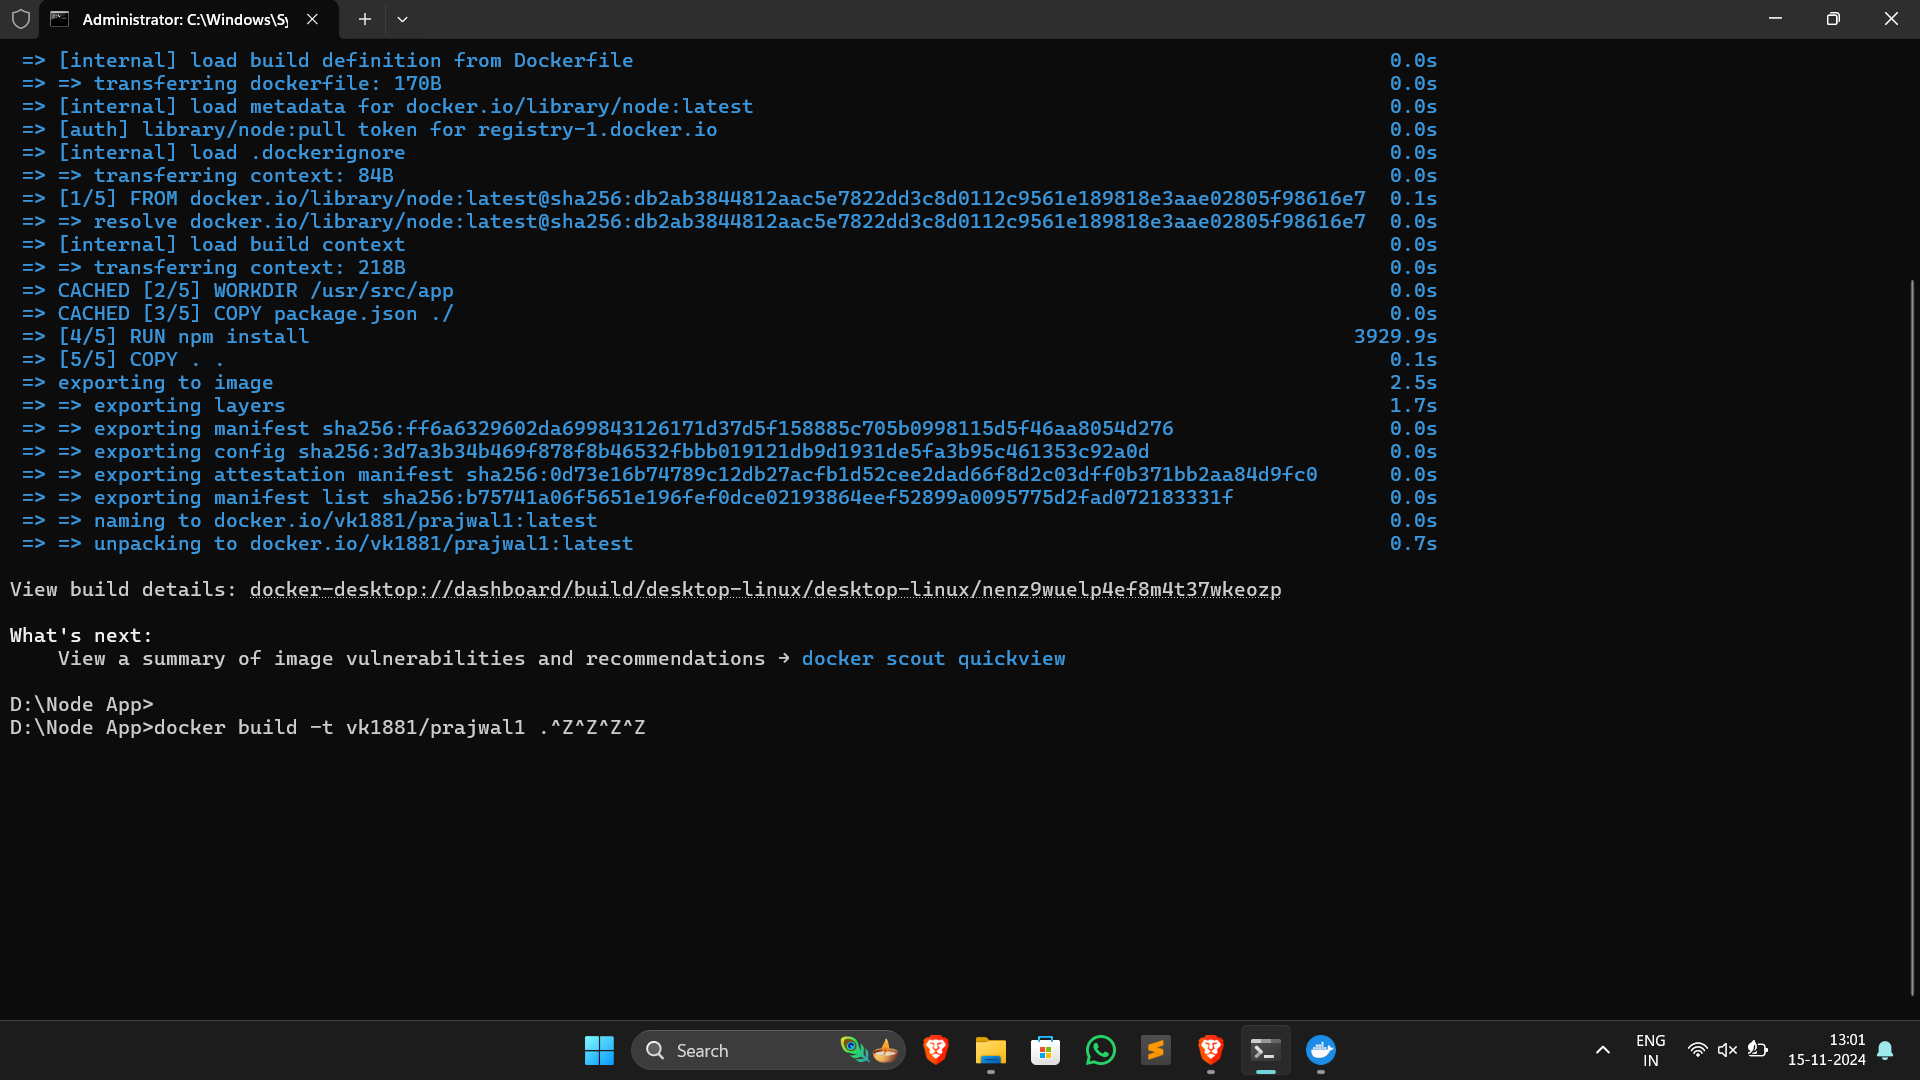 Administrator: C:\Windows\Sy
=> [internal] load build definition from Dockerfile 0.0s
=> => transferring dockerfile: 170B 0.0s
=> [internal] load metadata for docker.io/library/node:latest 0.0s
=> [auth] library/node:pull token for registry-1.docker.io 0.0s
=> [internal] load .dockerignore 0.0s
=> => transferring context: 84B 0.0s
=> [1/5] FROM docker.io/library/node:latest@sha256:db2ab3844812aac5e7822dd3c8d0112c9561e189818e3aae02805f98616e7 0.1s
=> => resolve docker.io/library/node:latest@sha256:db2ab3844812aac5e7822dd3c8d0112c9561e189818e3aae02805f98616e7 0.0s
=> [internal] load build context 0.0s
=> => transferring context: 218B 0.0s
=> CACHED [2/5] WORKDIR /usr/src/app 0.0s
=> CACHED [3/5] COPY package.json ./ 0.0s
=> [4/5] RUN npm install 3929.9s
=> [5/5] COPY . . 0.1s
=> exporting to image 2.5s
=> => exporting layers 1.7s
=> => exporting manifest sha256:ff6a6329602da699843126171d37d5f158885c705b0998115d5f46aa8054d276 0.0s
=> => exporting config sha256:3d7a3b34b469f878f8b46532fbbb019121db9d1931de5fa3b95c461353c92a0d 0.0s
=> => exporting attestation manifest sha256:0d73e16b74789c12db27acfb1d52cee2dad66f8d2c03dff0b371bb2aa84d9fc0 0.0s
=> => exporting manifest list sha256:b75741a06f5651e196fef0dce02193864eef52899a0095775d2fad072183331f 0.0s
=> => naming to docker.io/vk1881/prajwal1:latest 0.0s
=> => unpacking to docker.io/vk1881/prajwal1:latest 0.7s
View build details: docker-desktop://dashboard/build/desktop-linux/desktop-linux/nenz9wuelp4ef8m4t37wkeozp
What's next:
View a summary of image vulnerabilities and recommendations → docker scout quickview
D:\Node App>
D:\Node App>docker build -t vk1881/prajwal1 .^Z^Z^Z^Z
Search
ENG
IN
13:01
15-11-2024